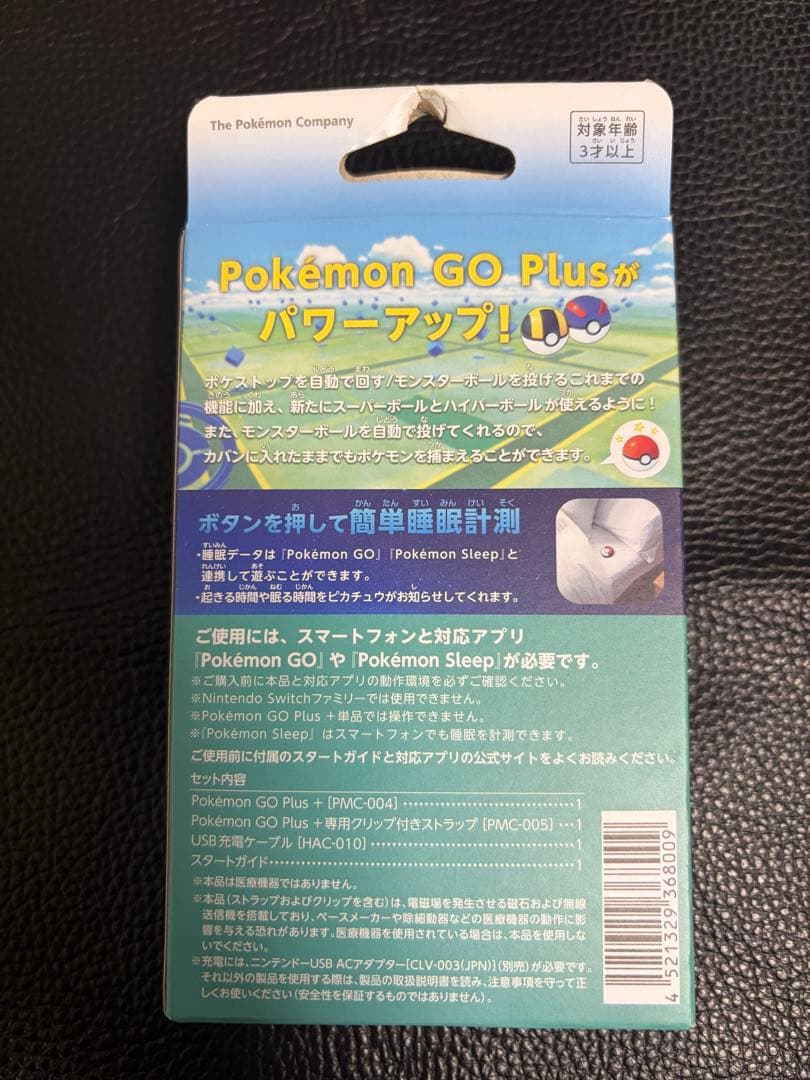 The Pokémon Company
対象年齢
3才以上
Pokémon GO Plusが
パワーアップ!
ポケストップを自動で回す/モンスターボールを投げるこれまでの
機能に加え、新たにスーパーボールとハイパーボールが使えるように!
また、モンスターボールを自動で投げてくれるので、
カバンに入れたままでもポケモンを捕まえることができます。
ボタンを押して簡単睡眠計測
・睡眠データは『Pokémon GO』『Pokémon Sleep』と
連携して遊ぶことができます。
・起きる時間や眠る時間をピカチュウがお知らせしてくれます。
ご使用には、スマートフォンと対応アプリ
『Pokémon GO』や『Pokémon Sleep』が必要です。
※ご購入前に本品と対応アプリの動作環境を必ずご確認ください。
※Nintendo Switchファミリーでは使用できません。
※Pokémon GO Plus +単品では操作できません。
※『Pokémon Sleep』はスマートフォンでも睡眠を計測できます。
ご使用前に付属のスタートガイドと対応アプリの公式サイトをよくお読みください。
セット内容
Pokémon GO Plus + [PMC-004] ……………………………1
Pokémon GO Plus +専用クリップ付きストラップ [PMC-005] …1
USB充電ケーブル [HAC-010] ……………………………1
スタートガイド……………………………………………1
※本品は医療機器ではありません。
※本品(ストラップおよびクリップを含む)は、電磁場を発生させる磁石および無線
送信機を搭載しており、ペースメーカーや除細動器などの医療機器の動作に影
響を与える恐れがあります。医療機器を使用されている場合は、本品を使用しな
いでください。
※充電には、ニンテンドーUSB ACアダプター[CLV-003(JPN)](別売)が必要です。
それ以外の製品を使用する際は、製品の取扱説明書を読み、注意事項を守って正
しくお使いください(安全性を保証するものではありません)。
4 521329 368009